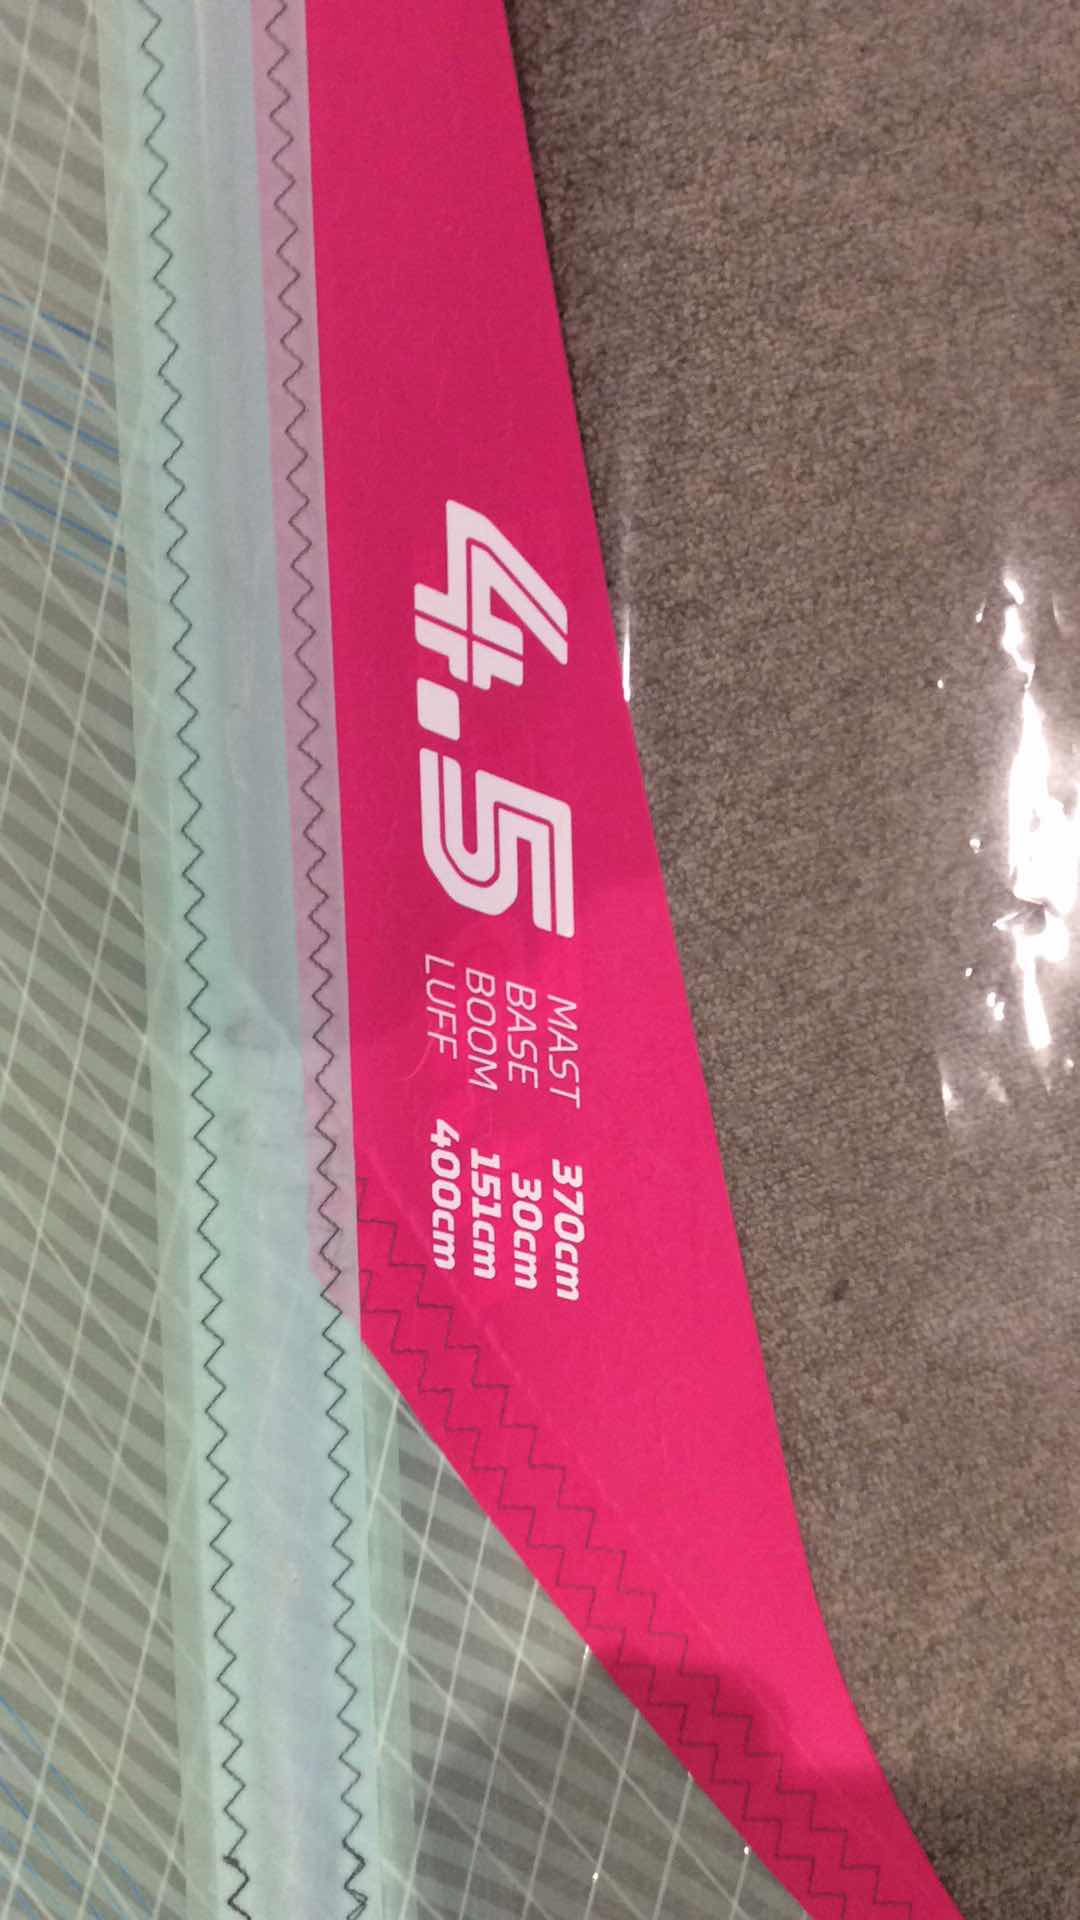 4.5
MAST 370cm
BASE 30cm
BOOM 151cm
LUFF 400cm